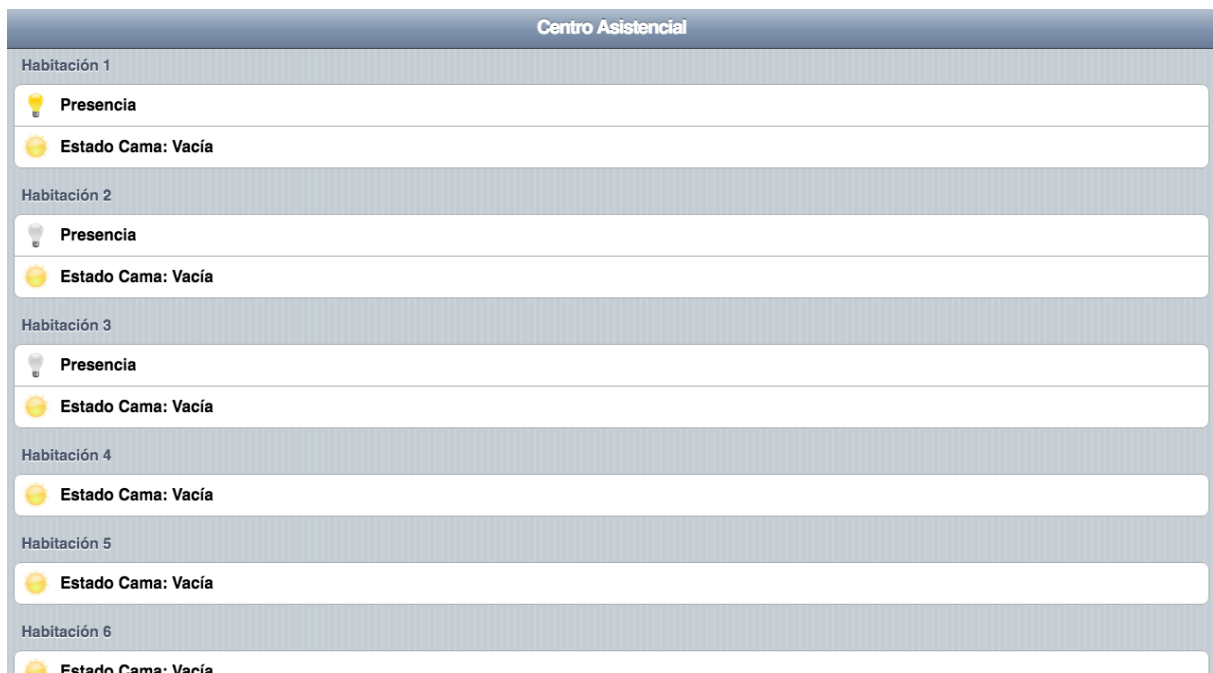 Centro Asistencial
Habitación 1
Presencia
Estado Cama: Vacía
Habitación 2
Presencia
Estado Cama: Vacía
Habitación 3
Presencia
Estado Cama: Vacía
Habitación 4
Estado Cama: Vacía
Habitación 5
Estado Cama: Vacía
Habitación 6
Estado Cama: Vacía